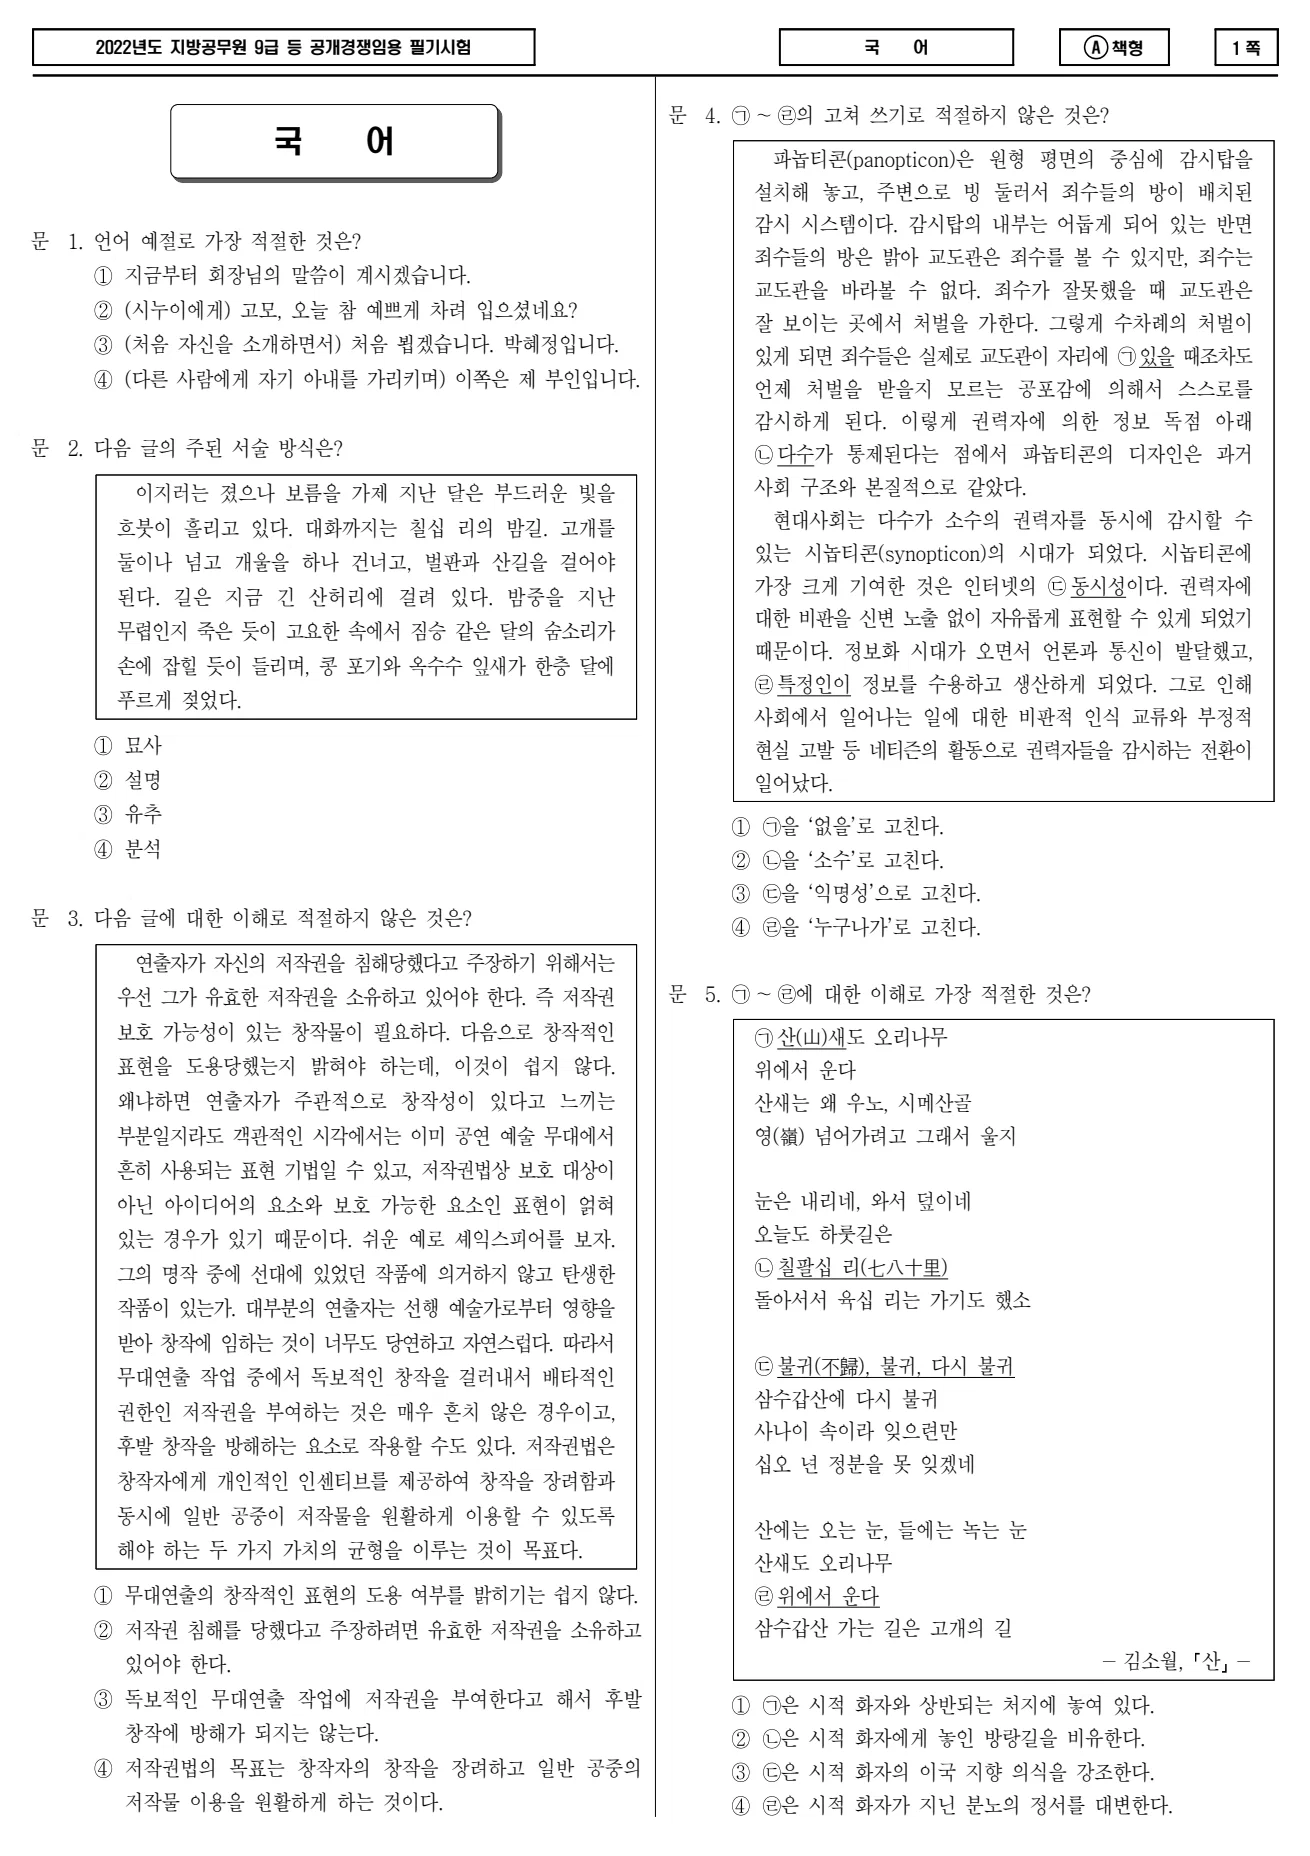 2022년도 지방공무원 9급 등 공개경쟁임용 필기시험
국 어
Ⓐ 책형
1 쪽
국 어
문 1. 언어 예절로 가장 적절한 것은?
① 지금부터 회장님의 말씀이 계시겠습니다.
② (시누이에게) 고모, 오늘 참 예쁘게 차려 입으셨네요?
③ (처음 자신을 소개하면서) 처음 뵙겠습니다. 박혜정입니다.
④ (다른 사람에게 자기 아내를 가리키며) 이쪽은 제 부인입니다.
문 2. 다음 글의 주된 서술 방식은?
이지러는 졌으나 보름을 가제 지난 달은 부드러운 빛을
흐붓이 흘리고 있다. 대화까지는 칠십 리의 밤길. 고개를
둘이나 넘고 개울을 하나 건너고, 벌판과 산길을 걸어야
된다. 길은 지금 긴 산허리에 걸려 있다. 밤중을 지난
무렵인지 죽은 듯이 고요한 속에서 짐승 같은 달의 숨소리가
손에 잡힐 듯이 들리며, 콩 포기와 옥수수 잎새가 한층 달에
푸르게 젖었다.
① 묘사
② 설명
③ 유추
④ 분석
문 3. 다음 글에 대한 이해로 적절하지 않은 것은?
연출자가 자신의 저작권을 침해당했다고 주장하기 위해서는
우선 그가 유효한 저작권을 소유하고 있어야 한다. 즉 저작권
보호 가능성이 있는 창작물이 필요하다. 다음으로 창작적인
표현을 도용당했는지 밝혀야 하는데, 이것이 쉽지 않다.
왜냐하면 연출자가 주관적으로 창작성이 있다고 느끼는
부분일지라도 객관적인 시각에서는 이미 공연 예술 무대에서
흔히 사용되는 표현 기법일 수 있고, 저작권법상 보호 대상이
아닌 아이디어의 요소와 보호 가능한 요소인 표현이 얽혀
있는 경우가 있기 때문이다. 쉬운 예로 셰익스피어를 보자.
그의 명작 중에 선대에 있었던 작품에 의거하지 않고 탄생한
작품이 있는가. 대부분의 연출자는 선행 예술가로부터 영향을
받아 창작에 임하는 것이 너무도 당연하고 자연스럽다. 따라서
무대연출 작업 중에서 독보적인 창작을 걸러내서 배타적인
권한인 저작권을 부여하는 것은 매우 흔치 않은 경우이고,
후발 창작을 방해하는 요소로 작용할 수도 있다. 저작권법은
창작자에게 개인적인 인센티브를 제공하여 창작을 장려함과
동시에 일반 공중이 저작물을 원활하게 이용할 수 있도록
해야 하는 두 가지 가치의 균형을 이루는 것이 목표다.
① 무대연출의 창작적인 표현의 도용 여부를 밝히기는 쉽지 않다.
② 저작권 침해를 당했다고 주장하려면 유효한 저작권을 소유하고
있어야 한다.
③ 독보적인 무대연출 작업에 저작권을 부여한다고 해서 후발
창작에 방해가 되지는 않는다.
④ 저작권법의 목표는 창작자의 창작을 장려하고 일반 공중의
저작물 이용을 원활하게 하는 것이다.
문 4. ㉠ ~ ㉣의 고쳐 쓰기로 적절하지 않은 것은?
파놉티콘(panopticon)은 원형 평면의 중심에 감시탑을
설치해 놓고, 주변으로 빙 둘러서 죄수들의 방이 배치된
감시 시스템이다. 감시탑의 내부는 어둡게 되어 있는 반면
죄수들의 방은 밝아 교도관은 죄수를 볼 수 있지만, 죄수는
교도관을 바라볼 수 없다. 죄수가 잘못했을 때 교도관은
잘 보이는 곳에서 처벌을 가한다. 그렇게 수차례의 처벌이
있게 되면 죄수들은 실제로 교도관이 자리에 ㉠ 있을 때조차도
언제 처벌을 받을지 모르는 공포감에 의해서 스스로를
감시하게 된다. 이렇게 권력자에 의한 정보 독점 아래
㉡ 다수가 통제된다는 점에서 파놉티콘의 디자인은 과거
사회 구조와 본질적으로 같았다.
현대사회는 다수가 소수의 권력자를 동시에 감시할 수
있는 시놉티콘(synopticon)의 시대가 되었다. 시놉티콘에
가장 크게 기여한 것은 인터넷의 ㉢ 동시성이다. 권력자에
대한 비판을 신변 노출 없이 자유롭게 표현할 수 있게 되었기
때문이다. 정보화 시대가 오면서 언론과 통신이 발달했고,
㉣ 특정인이 정보를 수용하고 생산하게 되었다. 그로 인해
사회에서 일어나는 일에 대한 비판적 인식 교류와 부정적
현실 고발 등 네티즌의 활동으로 권력자들을 감시하는 전환이
일어났다.
① ㉠을 ‘없을’로 고친다.
② ㉡을 ‘소수’로 고친다.
③ ㉢을 ‘익명성’으로 고친다.
④ ㉣을 ‘누구나가’로 고친다.
문 5. ㉠ ~ ㉣에 대한 이해로 가장 적절한 것은?
㉠ 산(山)새도 오리나무
위에서 운다
산새는 왜 우노, 시메산골
영(嶺) 넘어가려고 그래서 울지
눈은 내리네, 와서 덮이네
오늘도 하룻길은
㉡ 칠팔십 리(七八十里)
돌아서서 육십 리는 가기도 했소
㉢ 불귀(不歸), 불귀, 다시 불귀
삼수갑산에 다시 불귀
사나이 속이라 잊으련만
십오 년 정분을 못 잊겠네
산에는 오는 눈, 들에는 녹는 눈
산새도 오리나무
㉣ 위에서 운다
삼수갑산 가는 길은 고개의 길
－ 김소월, 「산」 －
① ㉠은 시적 화자와 상반되는 처지에 놓여 있다.
② ㉡은 시적 화자에게 놓인 방랑길을 비유한다.
③ ㉢은 시적 화자의 이국 지향 의식을 강조한다.
④ ㉣은 시적 화자가 지닌 분노의 정서를 대변한다.